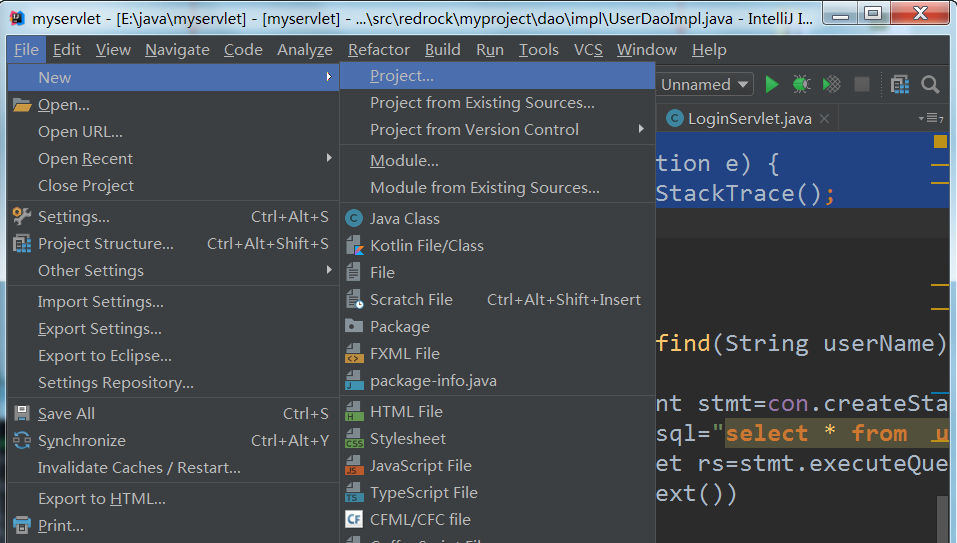 myservlet - [E:\java\myservlet] - [myservlet] - ...\src\redrock\myproject\dao\impl\UserDaoImpl.java - IntelliJ I...
File Edit View Navigate Code Analyze Refactor Build Run Tools VCS Window Help
New
Open...
Open URL...
Open Recent
Close Project
Settings... Ctrl+Alt+S
Project Structure... Ctrl+Alt+Shift+S
Other Settings
Import Settings...
Export Settings...
Export to Eclipse...
Settings Repository...
Save All Ctrl+S
Synchronize Ctrl+Alt+Y
Invalidate Caches / Restart...
Export to HTML...
Print...
Project...
Project from Existing Sources...
Project from Version Control
Module...
Module from Existing Sources...
Java Class
Kotlin File/Class
File
Scratch File Ctrl+Alt+Shift+Insert
Package
FXML File
package-info.java
HTML File
Stylesheet
JavaScript File
TypeScript File
CFML/CFC file
Unnamed
LoginServlet.java
tion e) {
StackTrace();
find(String userName)
nt stmt=con.createSta
sql="select * from u
et rs=stmt.executeQue
ext())